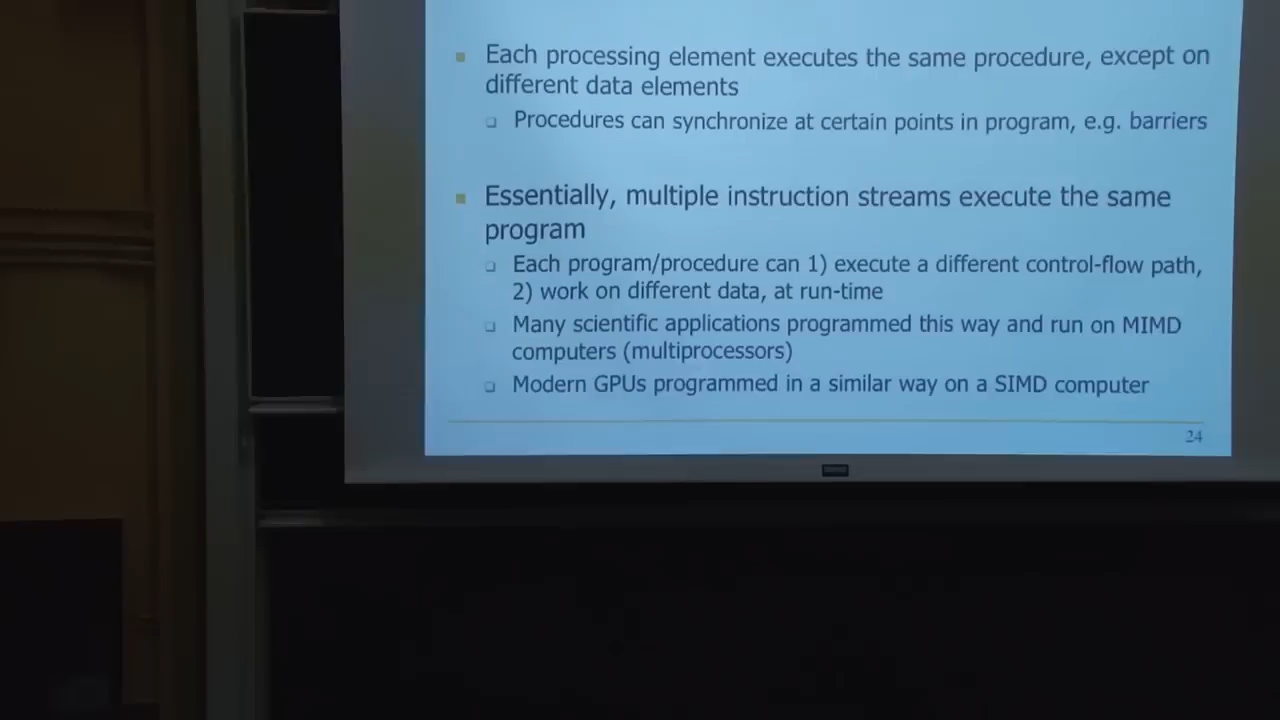 Each processing element executes the same procedure, except on
different data elements
Procedures can synchronize at certain points in program, e.g. barriers
Essentially, multiple instruction streams execute the same
program
Each program/procedure can 1) execute a different control-flow path,
2) work on different data, at run-time
Many scientific applications programmed this way and run on MIMD
computers (multiprocessors)
Modern GPUs programmed in a similar way on a SIMD computer
24